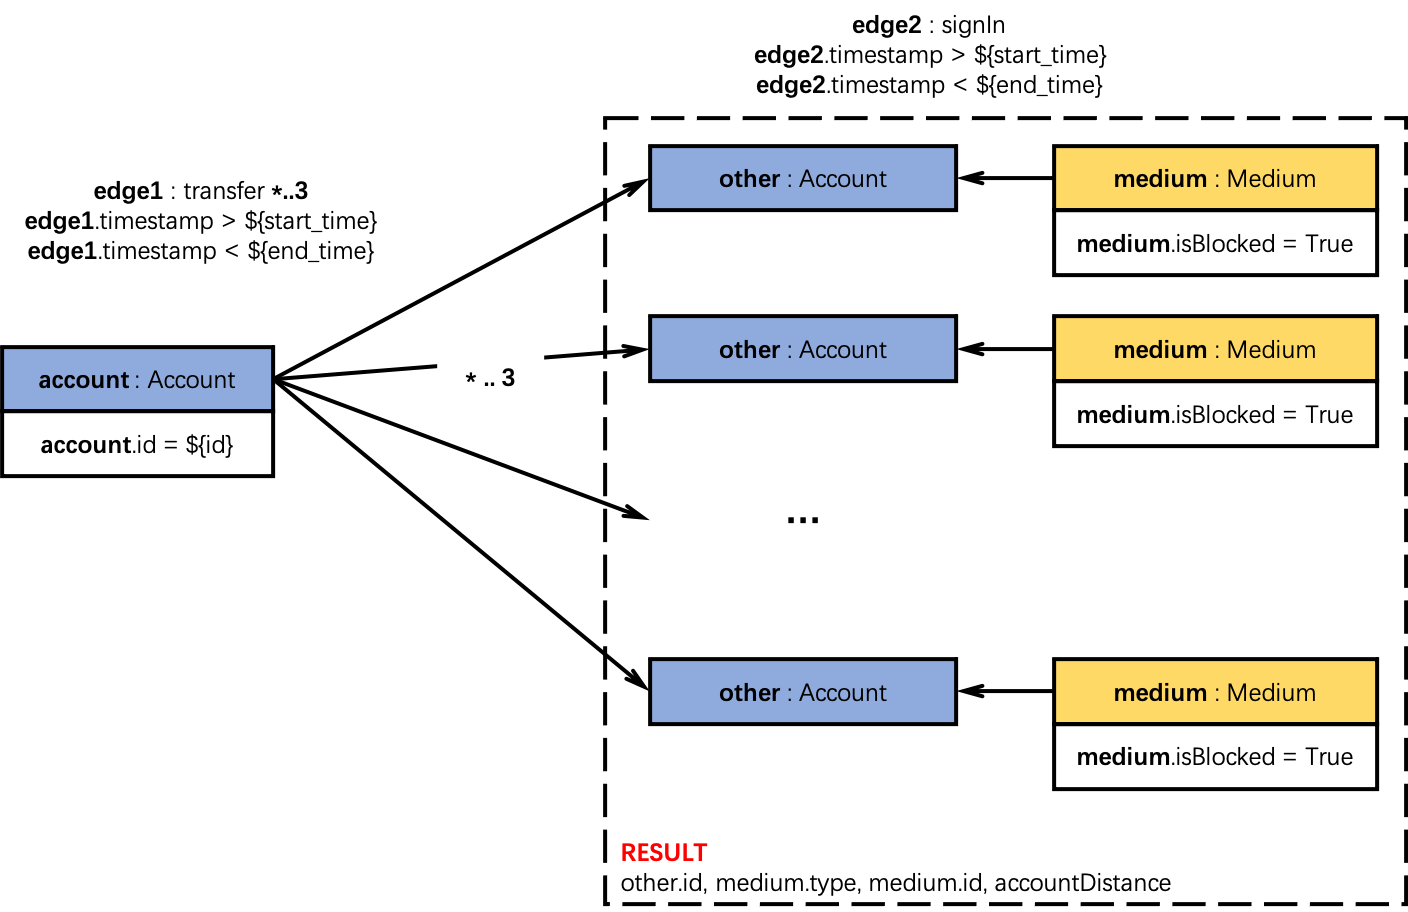 edge2 : signIn
edge2.timestamp > ${start_time}
edge2.timestamp < ${end_time}
edge1 : transfer *..3
edge1.timestamp > ${start_time}
edge1.timestamp < ${end_time}
account : Account
account.id = ${id}
* .. 3
other : Account
medium : Medium
medium.isBlocked = True
other : Account
medium : Medium
medium.isBlocked = True
...
other : Account
medium : Medium
medium.isBlocked = True
RESULT
other.id, medium.type, medium.id, accountDistance